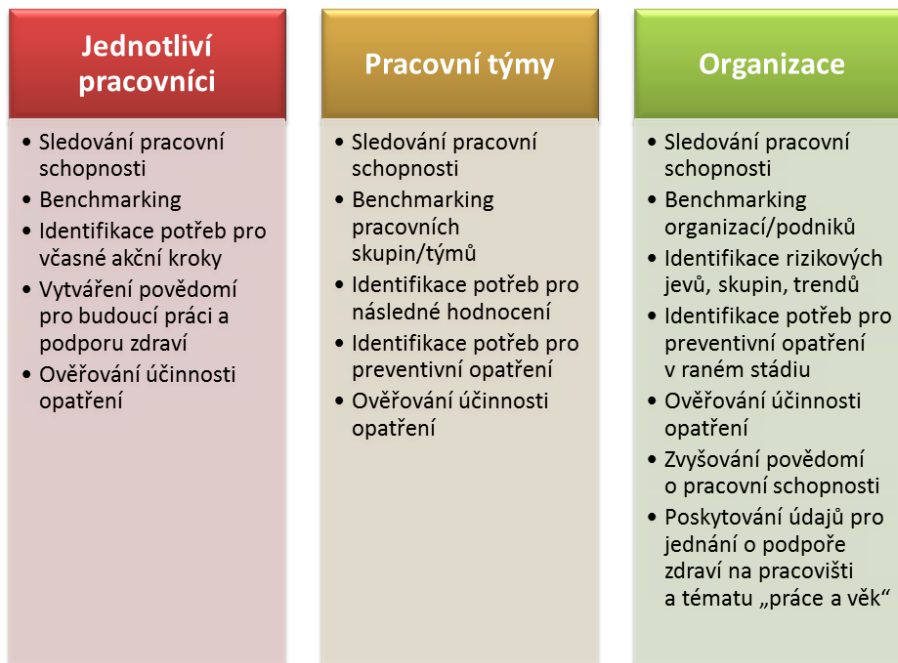 Jednotliví
pracovníci
• Sledování pracovní
schopnosti
• Benchmarking
• Identifikace potřeb pro
včasné akční kroky
• Vytváření povědomí
pro budoucí práci a
podporu zdraví
• Ověřování účinnosti
opatření
Pracovní týmy
• Sledování pracovní
schopnosti
• Benchmarking
pracovních
skupin/týmů
• Identifikace potřeb pro
následné hodnocení
• Identifikace potřeb pro
preventivní opatření
• Ověřování účinnosti
opatření
Organizace
• Sledování pracovní
schopnosti
• Benchmarking
organizací/podniků
• Identifikace rizikových
jevů, skupin, trendů
• Identifikace potřeb pro
preventivní opatření
v raném stádiu
• Ověřování účinnosti
opatření
• Zvyšování povědomí
o pracovní schopnosti
• Poskytování údajů pro
jednání o podpoře
zdraví na pracovišti
a tématu „práce a věk“